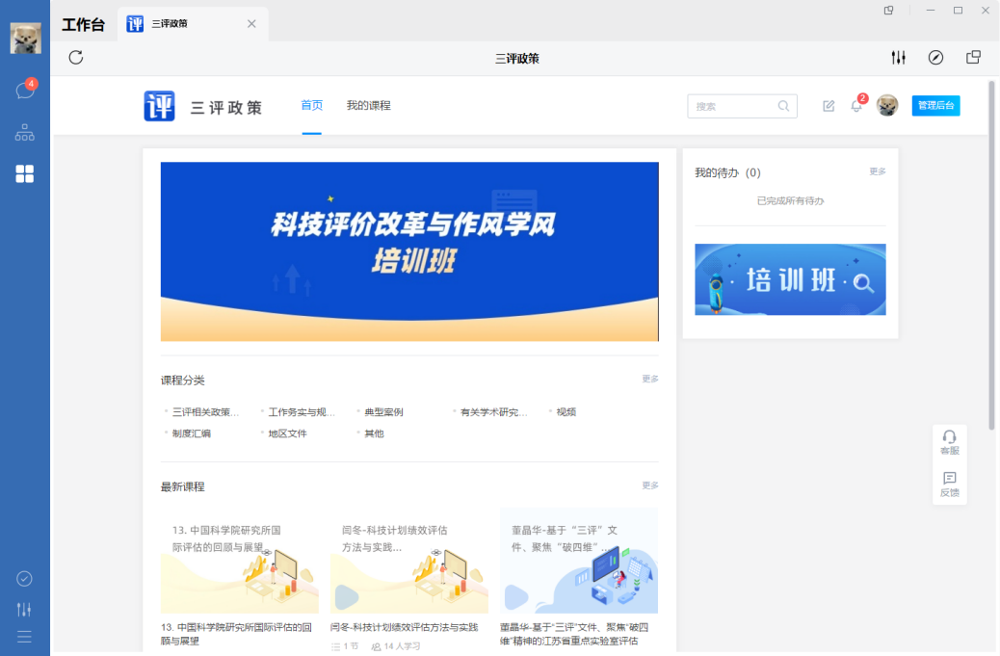 工作台
评 三评政策
4
三评政策
评 三评政策
首页
我的课程
搜索
2
管理后台
科技评价改革与作风学风
培训班
我的待办（0）
更多
已完成所有待办
·培训班·
课程分类
更多
三评相关政策...
工作务实与规...
典型案例
有关学术研究...
视频
制度汇编
地区文件
其他
客服
反馈
最新课程
更多
13. 中国科学院研究所国
际评估的回顾与展望
闫冬-科技计划绩效评估
方法与实践...
董晶华-基于“三评”文
件、聚焦“破四维”...
13. 中国科学院研究所国际评估的回
顾与展望
闫冬-科技计划绩效评估方法与实践
1 节
14 人学习
董晶华-基于“三评”文件、聚焦“破四
维”精神的江苏省重点实验室评估